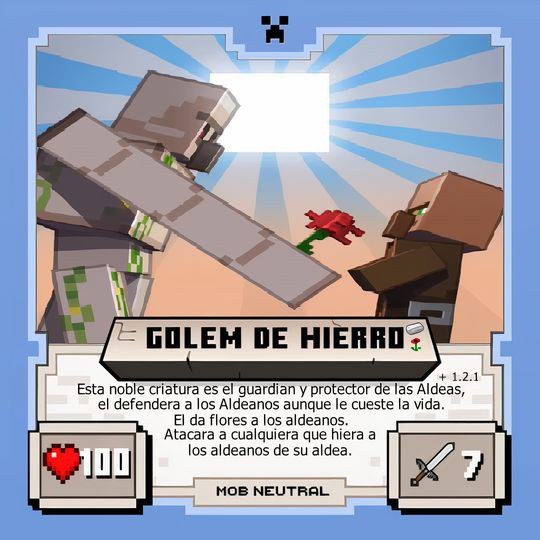 GOLEM DE HIERRO
+ 1.2.1
Esta noble criatura es el guardian y protector de las Aldeas,
el defendera a los Aldeanos aunque le cueste la vida.
El da flores a los aldeanos.
Atacara a cualquiera que hiera a
los aldeanos de su aldea.
100
7
MOB NEUTRAL